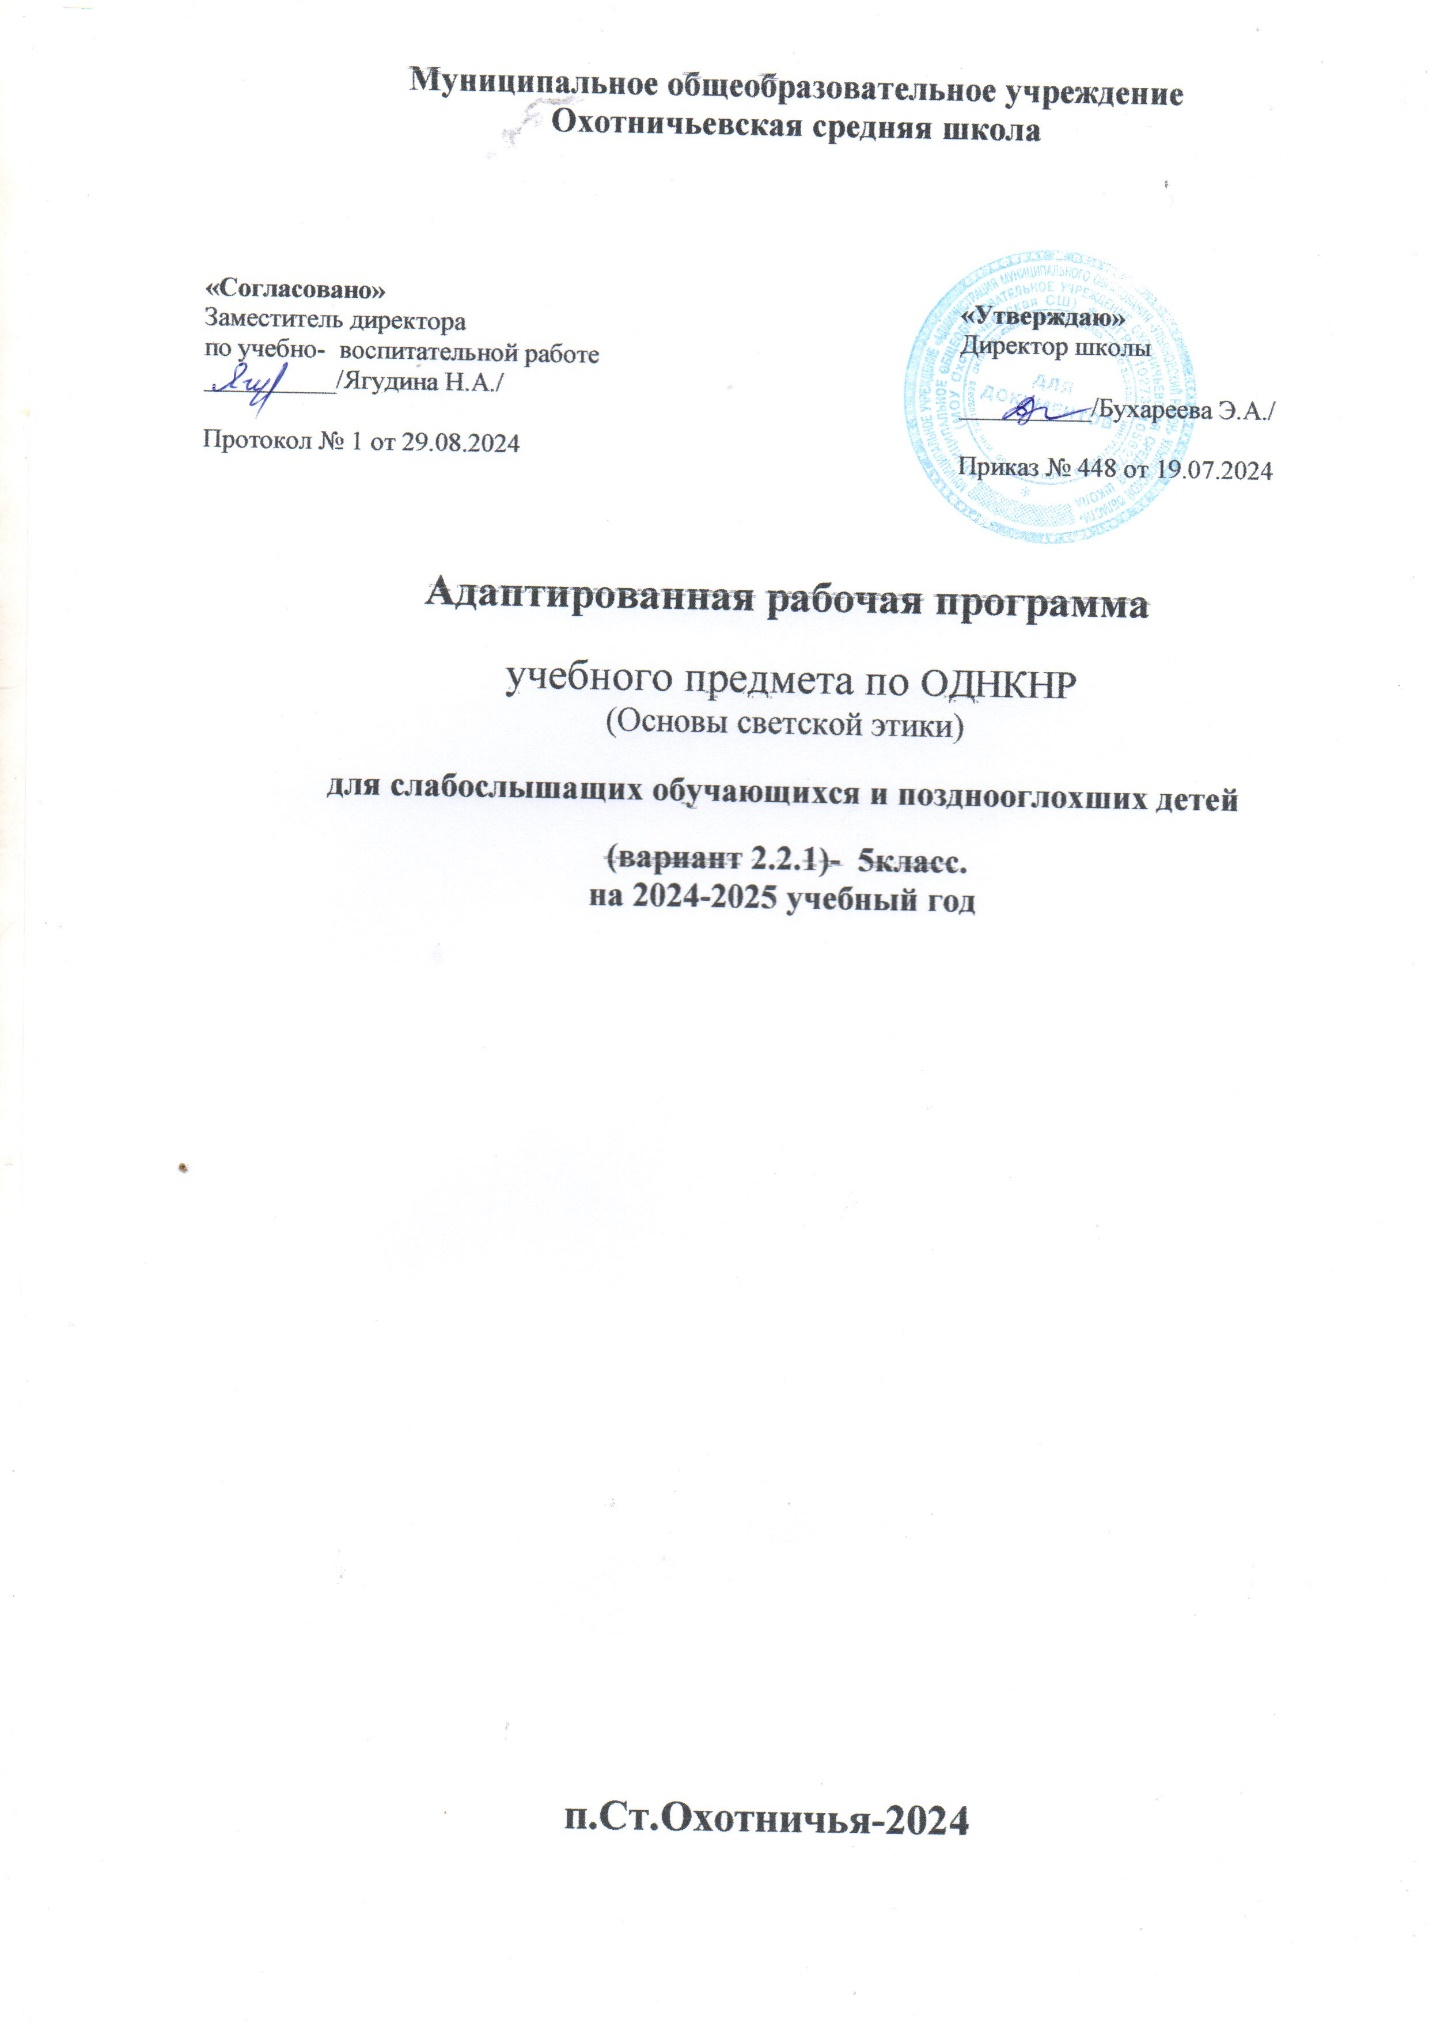 Муниципальное общеобразовательное учреждение
Охотничьевская средняя школа
«Согласовано»
Заместитель директора
по учебно-  воспитательной работе
/Ягудина Н.А./
Протокол № 1 от 29.08.2024
«Утверждаю»
Директор школы
/Бухареева Э.А./
Приказ № 448 от 19.07.2024
ДЛЯ
ДОКУМЕНТОВ
Адаптированная рабочая программа
учебного предмета по ОДНКНР
(Основы светской этики)
для слабослышащих обучающихся и позднооглохших детей
(вариант 2.2.1)-  5класс.
на 2024-2025 учебный год
п.Ст.Охотничья-2024